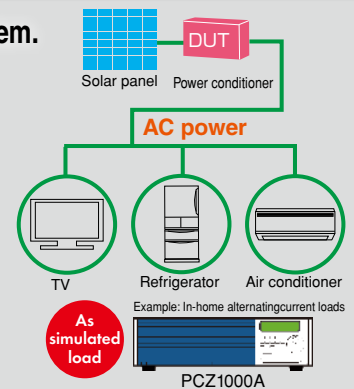 em.
DUT
Solar panel
Power conditioner
AC power
TV
Refrigerator
Air conditioner
Example: In-home alternatingcurrent loads
As
simulated
load
PCZ1000A